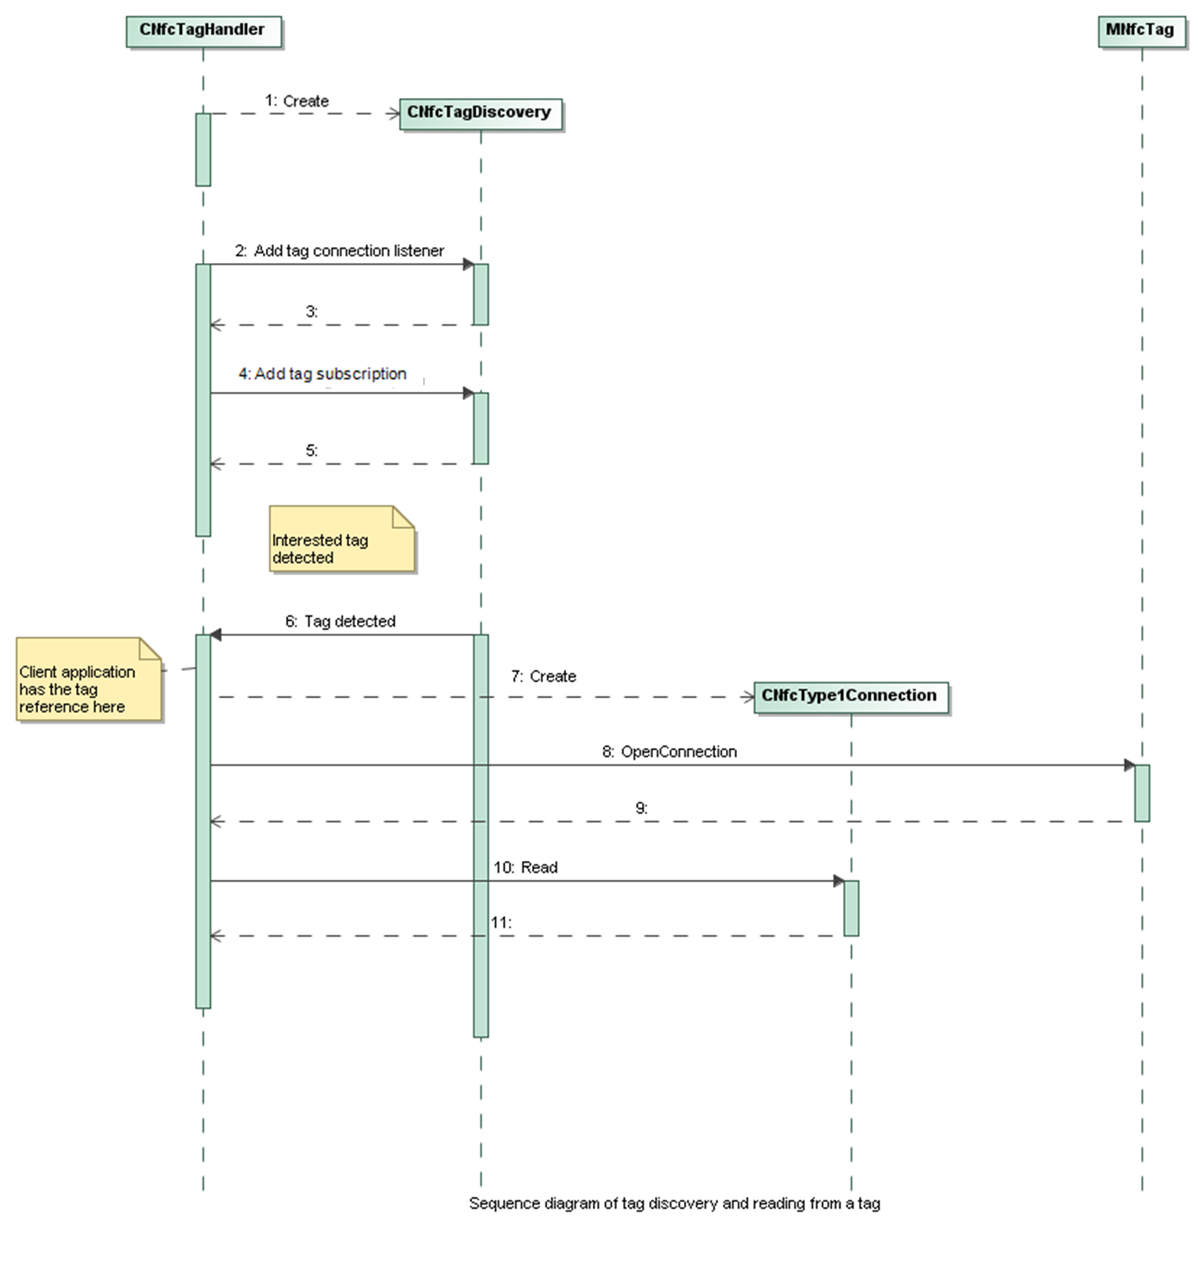 CNfcTagHandler
MNfcTag
1: Create
CNfcTagDiscovery
2: Add tag connection listener
3:
4: Add tag subscription
5:
Interested tag
detected
6: Tag detected
Client application
has the tag
reference here
7: Create
CNfcType1Connection
8: OpenConnection
9:
10: Read
11:
Sequence diagram of tag discovery and reading from a tag